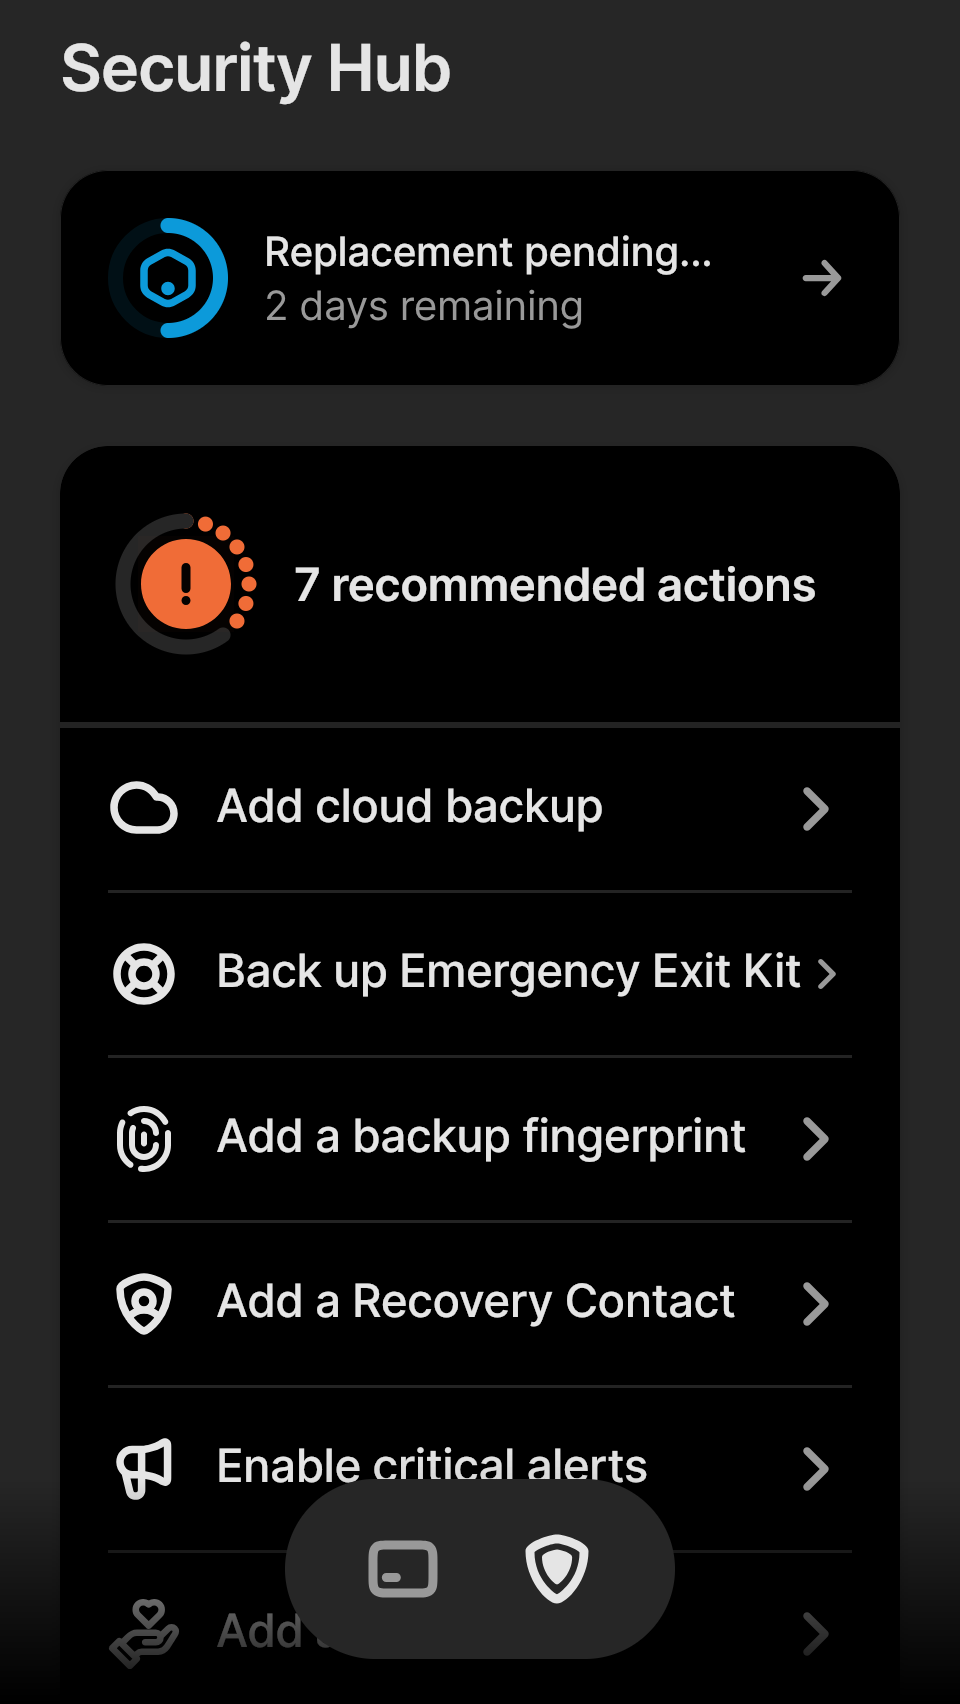 Security Hub
Replacement pending...
2 days remaining
7 recommended actions
Add cloud backup
Back up Emergency Exit Kit
Add a backup fingerprint
Add a Recovery Contact
Enable critical alerts
Add